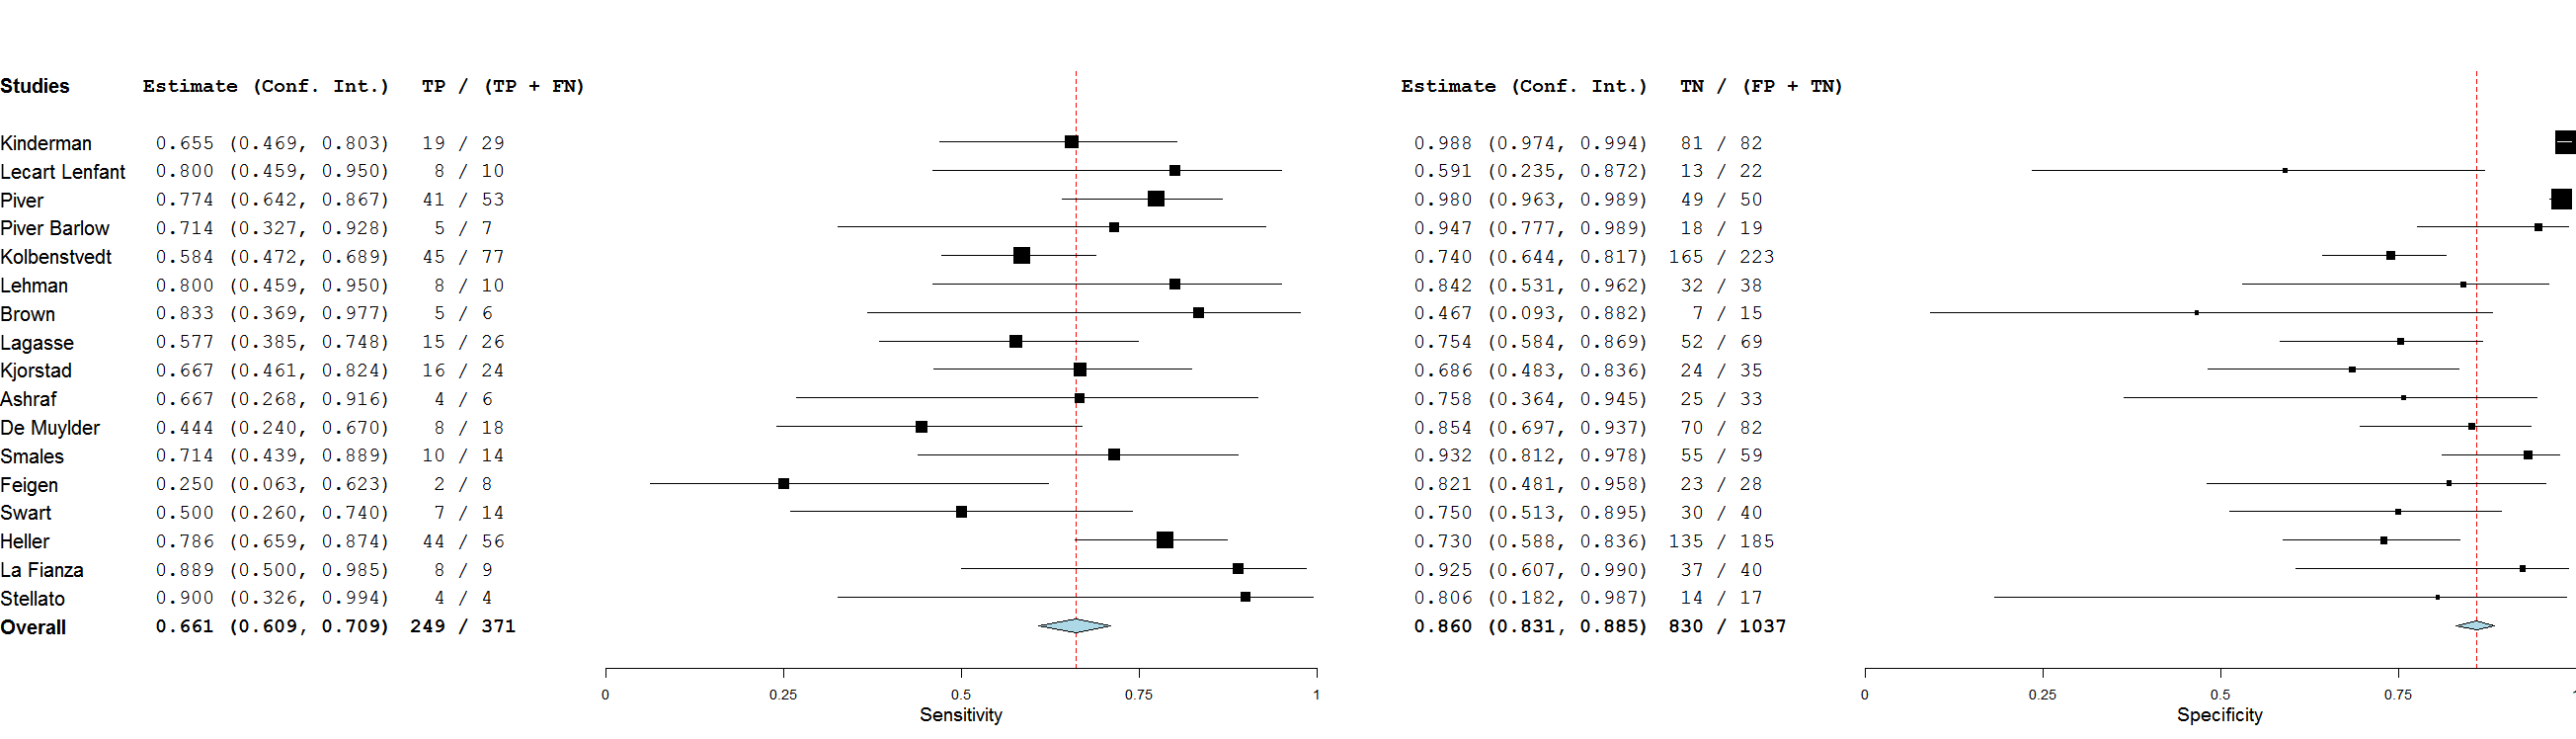 Studies Estimate (Conf. Int.) TP / (TP + FN) Estimate (Conf. Int.) TN / (FP + TN)
Kinderman 0.655 (0.469, 0.803) 19 / 29 0.988 (0.974, 0.994) 81 / 82
Lecart Lenfant 0.800 (0.459, 0.950) 8 / 10 0.591 (0.235, 0.872) 13 / 22
Piver 0.774 (0.642, 0.867) 41 / 53 0.980 (0.963, 0.989) 49 / 50
Piver Barlow 0.714 (0.327, 0.928) 5 / 7 0.947 (0.777, 0.989) 18 / 19
Kolbenstvedt 0.584 (0.472, 0.689) 45 / 77 0.740 (0.644, 0.817) 165 / 223
Lehman 0.800 (0.459, 0.950) 8 / 10 0.842 (0.531, 0.962) 32 / 38
Brown 0.833 (0.369, 0.977) 5 / 6 0.467 (0.093, 0.882) 7 / 15
Lagasse 0.577 (0.385, 0.748) 15 / 26 0.754 (0.584, 0.869) 52 / 69
Kjorstad 0.667 (0.461, 0.824) 16 / 24 0.686 (0.483, 0.836) 24 / 35
Ashraf 0.667 (0.268, 0.916) 4 / 6 0.758 (0.364, 0.945) 25 / 33
De Muylder 0.444 (0.240, 0.670) 8 / 18 0.854 (0.697, 0.937) 70 / 82
Smales 0.714 (0.439, 0.889) 10 / 14 0.932 (0.812, 0.978) 55 / 59
Feigen 0.250 (0.063, 0.623) 2 / 8 0.821 (0.481, 0.958) 23 / 28
Swart 0.500 (0.260, 0.740) 7 / 14 0.750 (0.513, 0.895) 30 / 40
Heller 0.786 (0.659, 0.874) 44 / 56 0.730 (0.588, 0.836) 135 / 185
La Fianza 0.889 (0.500, 0.985) 8 / 9 0.925 (0.607, 0.990) 37 / 40
Stellato 0.900 (0.326, 0.994) 4 / 4 0.806 (0.182, 0.987) 14 / 17
Overall 0.661 (0.609, 0.709) 249 / 371 0.860 (0.831, 0.885) 830 / 1037
0 0.25 0.5 0.75 1 0 0.25 0.5 0.75
Sensitivity Specificity